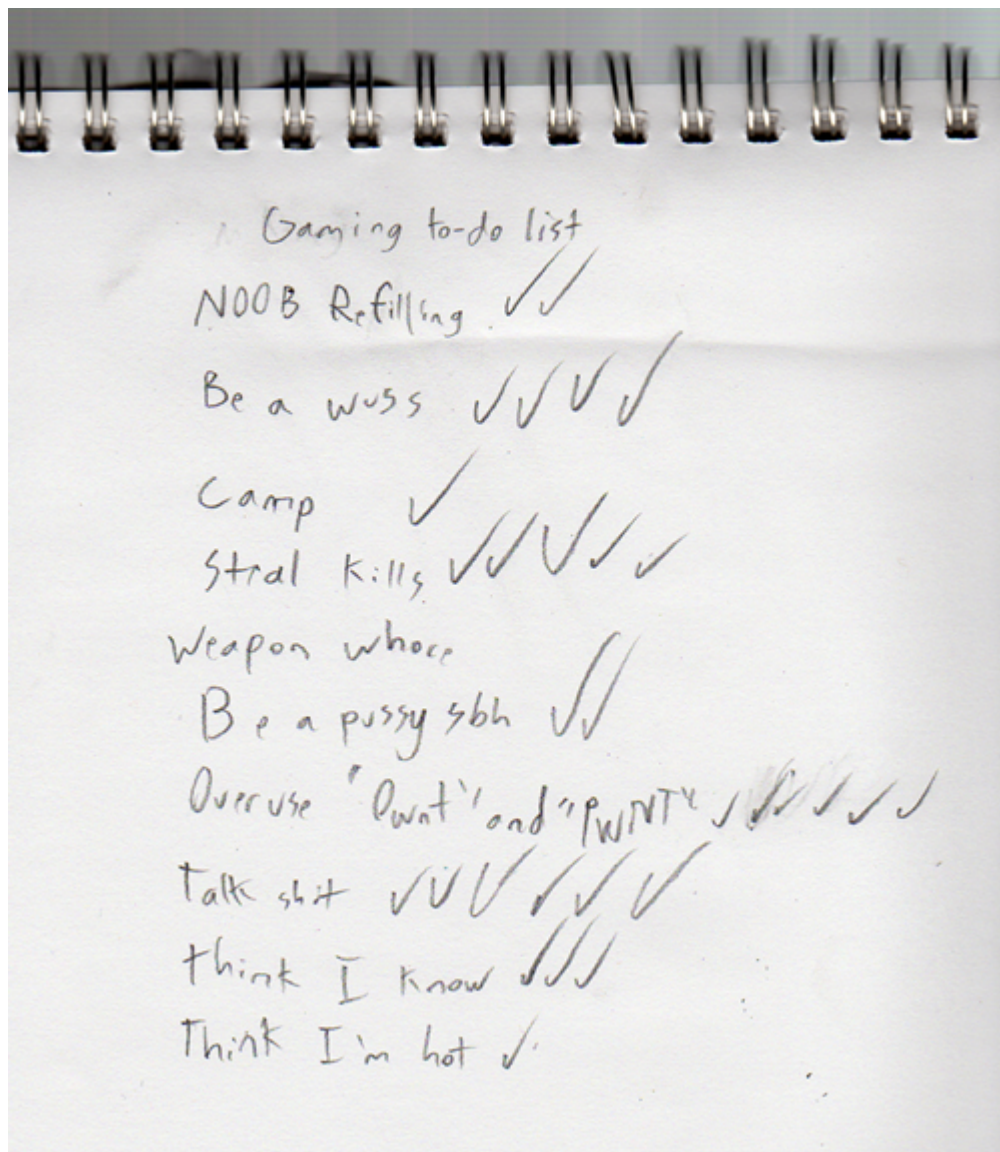 Gaming to-do list
NOOB Refilling ✓✓
Be a wuss ✓✓✓✓
Camp ✓
Steal kills ✓✓✓✓✓
Weapon whore
Be a pussy sbh ✓✓
Overuse "Ownt" and "PWNT" ✓✓✓✓✓✓
Talk shit ✓✓✓✓✓✓
think I know ✓✓✓
Think I'm hot ✓